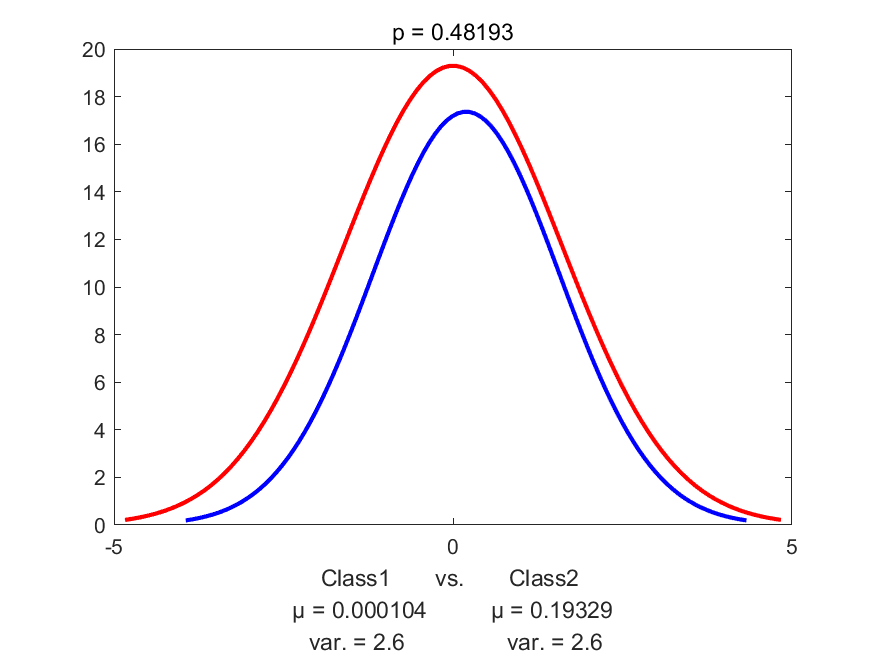 p = 0.48193
20
18
16
14
12
10
8
6
4
2
0
-5 0 5
Class1 vs. Class2
μ = 0.000104 μ = 0.19329
var. = 2.6 var. = 2.6